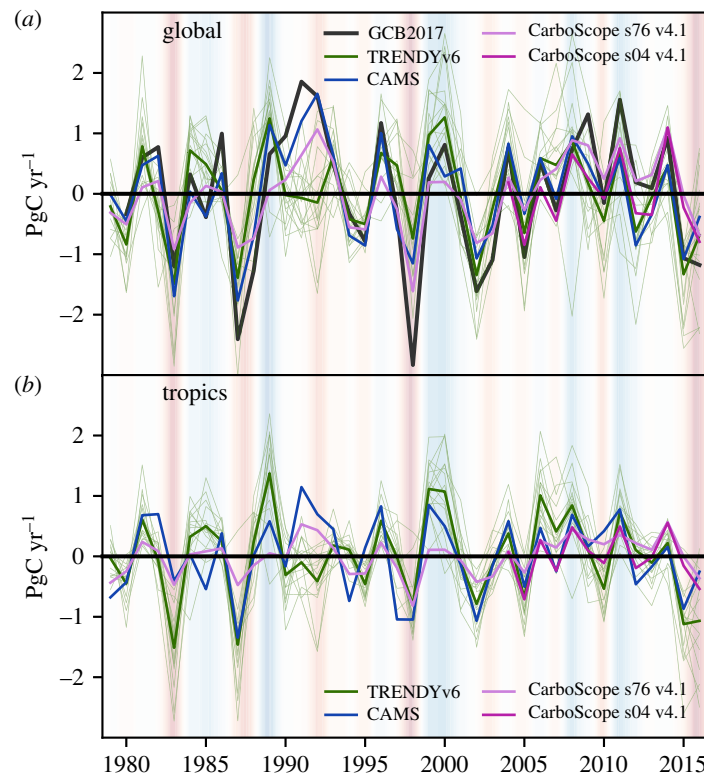 (a)
global
GCB2017
TRENDYv6
CAMS
CarboScope s76 v4.1
CarboScope s04 v4.1
PgC yr⁻¹
2
1
0
−1
−2
(b)
tropics
PgC yr⁻¹
2
1
0
−1
−2
TRENDYv6
CAMS
CarboScope s76 v4.1
CarboScope s04 v4.1
1980 1985 1990 1995 2000 2005 2010 2015